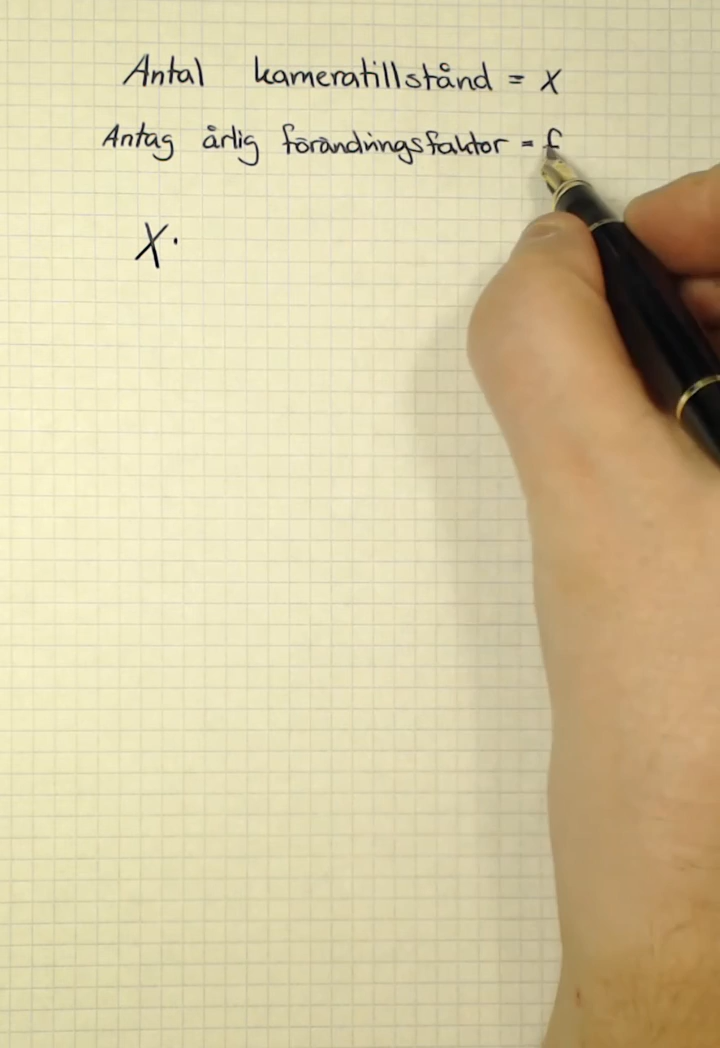 Antal kameratillstånd = x
Antag årlig förändringsfaktor = f
X·